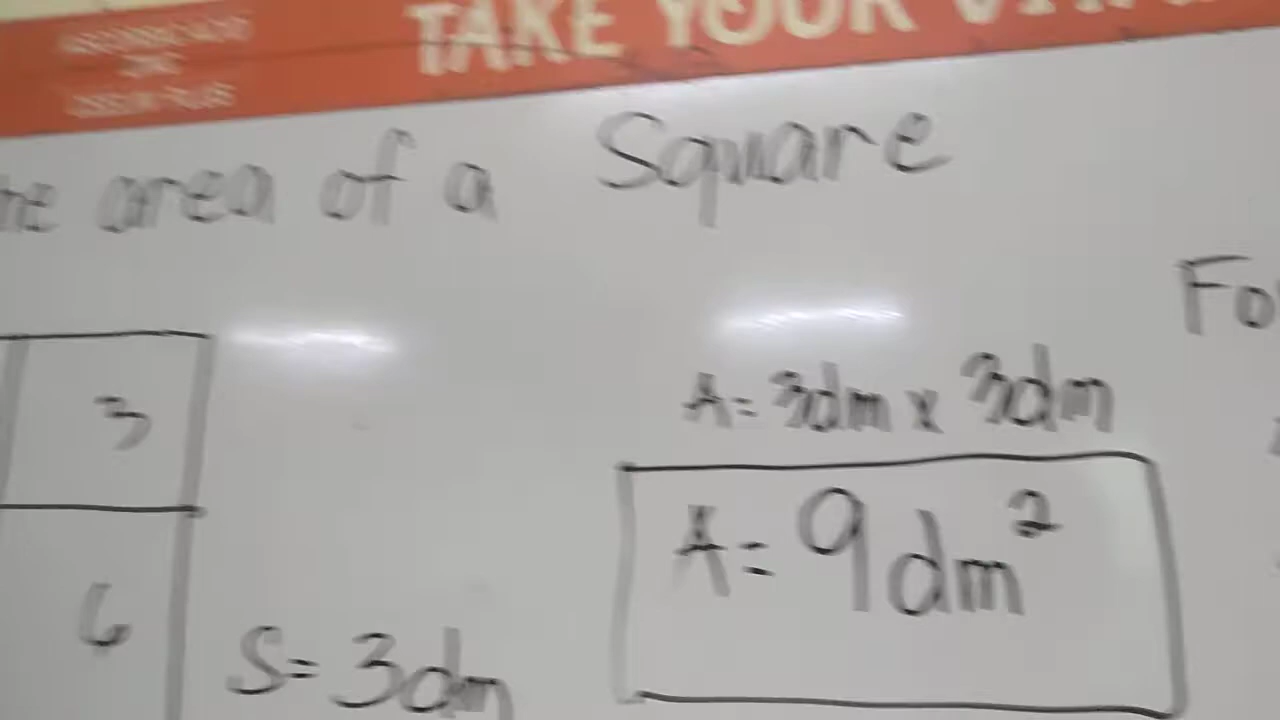 TAKE YOUR
area of a Square
Fo
3
A= 3dm x 3dm
A= 9dm²
6
S= 3dm